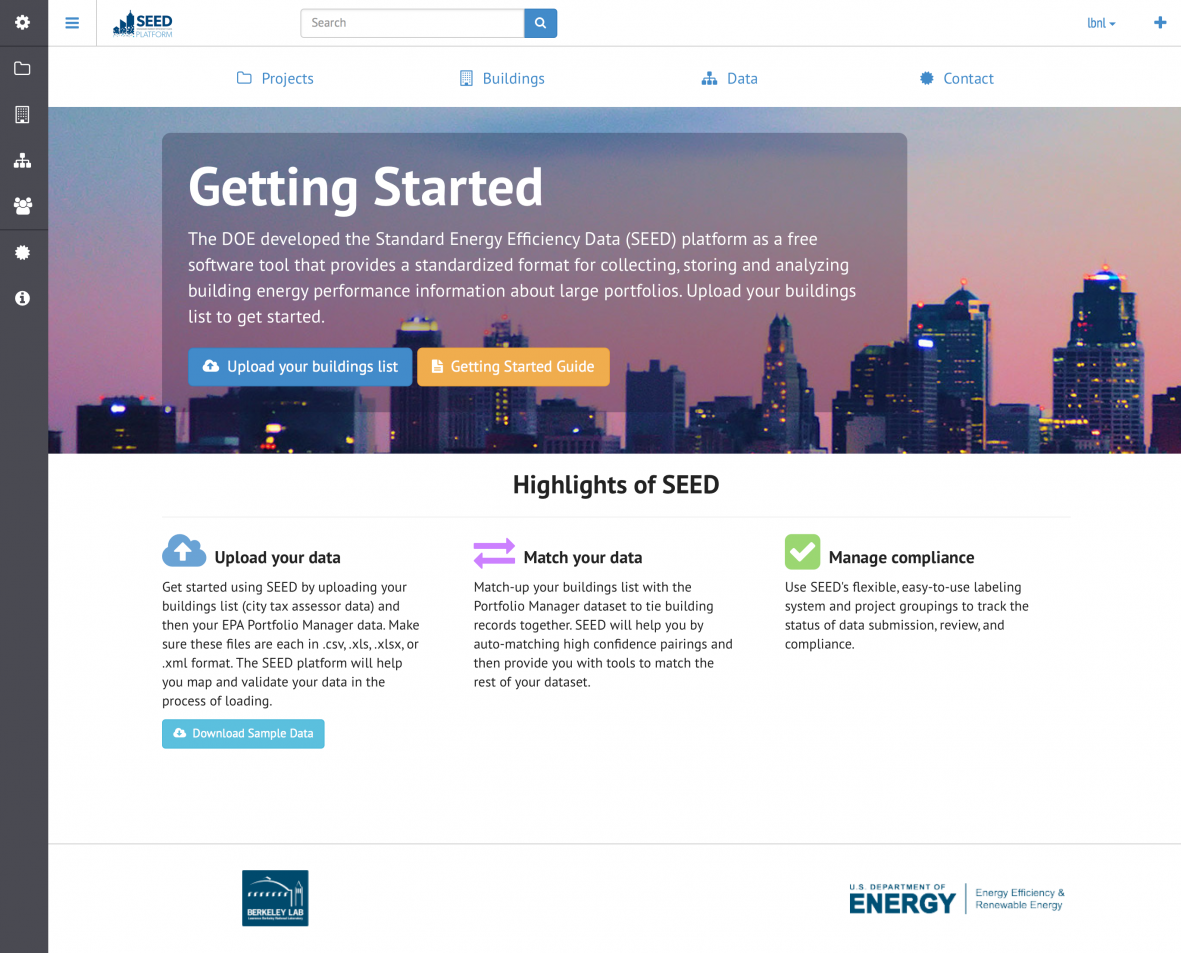 SEED
PLATFORM
Search
lbnl
Projects
Buildings
Data
Contact
Getting Started
The DOE developed the Standard Energy Efficiency Data (SEED) platform as a free
software tool that provides a standardized format for collecting, storing and analyzing
building energy performance information about large portfolios. Upload your buildings
list to get started.
Upload your buildings list
Getting Started Guide
Highlights of SEED
Upload your data
Get started using SEED by uploading your
buildings list (city tax assessor data) and
then your EPA Portfolio Manager data. Make
sure these files are each in .csv, .xls, .xlsx, or
.xml format. The SEED platform will help
you map and validate your data in the
process of loading.
Download Sample Data
Match your data
Match-up your buildings list with the
Portfolio Manager dataset to tie building
records together. SEED will help you by
auto-matching high confidence pairings and
then provide you with tools to match the
rest of your dataset.
Manage compliance
Use SEED's flexible, easy-to-use labeling
system and project groupings to track the
status of data submission, review, and
compliance.
BERKELEY LAB
Lawrence Berkeley National Laboratory
U.S. DEPARTMENT OF
ENERGY
Energy Efficiency &
Renewable Energy